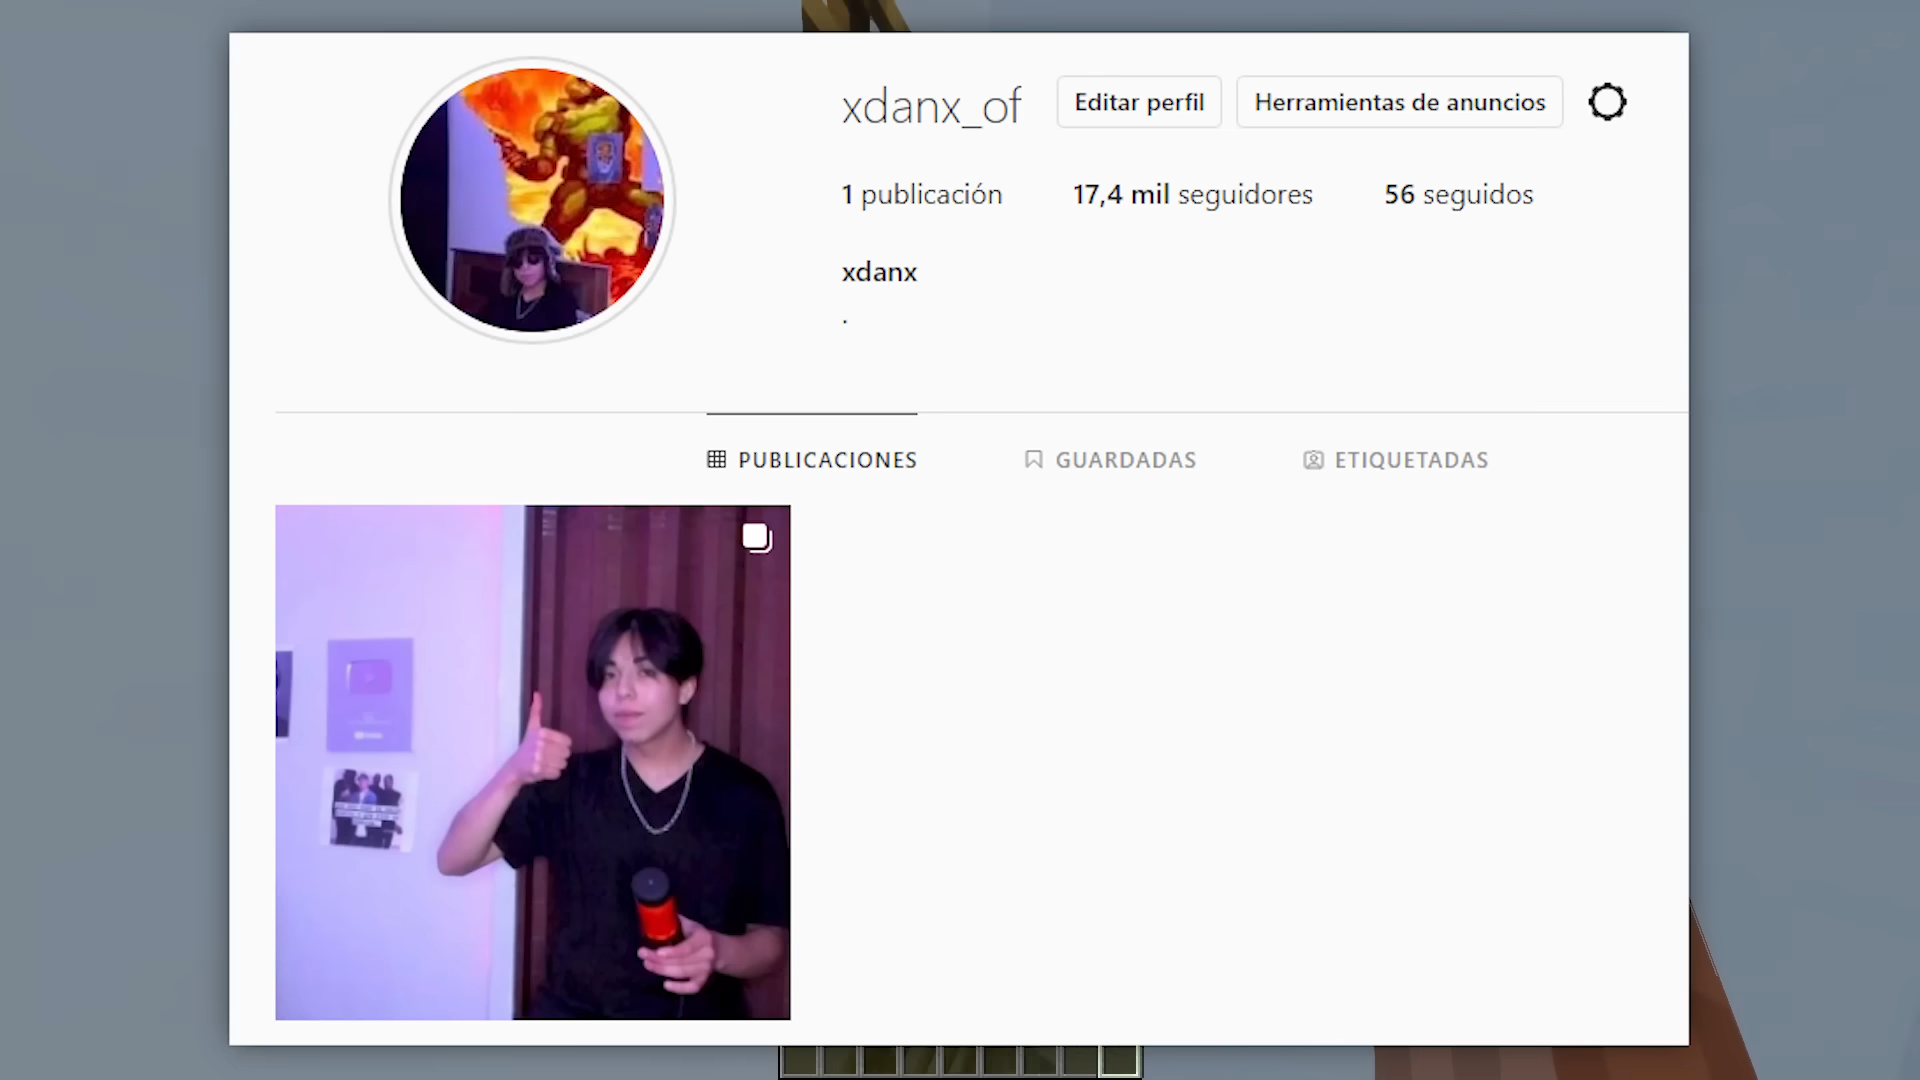 xdanx_of
Editar perfil
Herramientas de anuncios
1 publicación
17,4 mil seguidores
56 seguidos
xdanx
.
PUBLICACIONES
GUARDADAS
ETIQUETADAS